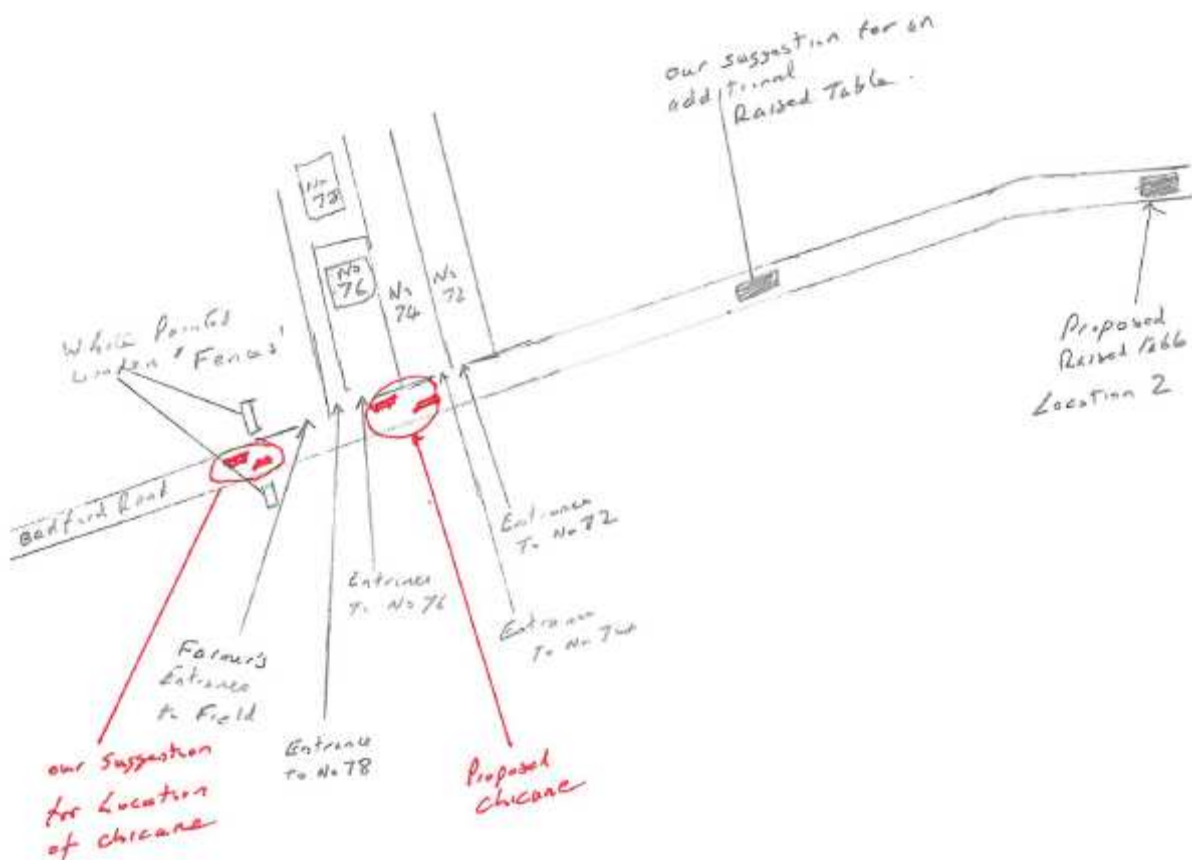 our suggestion for an
additional
Raised Table.
No
78
No
76
No
74
No
72
White Painted
"Fences"
Bedford Road
Proposed
Raised Table
Location 2
Entrance
To No 72
Entrance
To No 76
Entrance
To No 74
Farmer's
Entrance
to Field
Entrance
To No 78
our suggestion
for Location
of chicane
Proposed
chicane